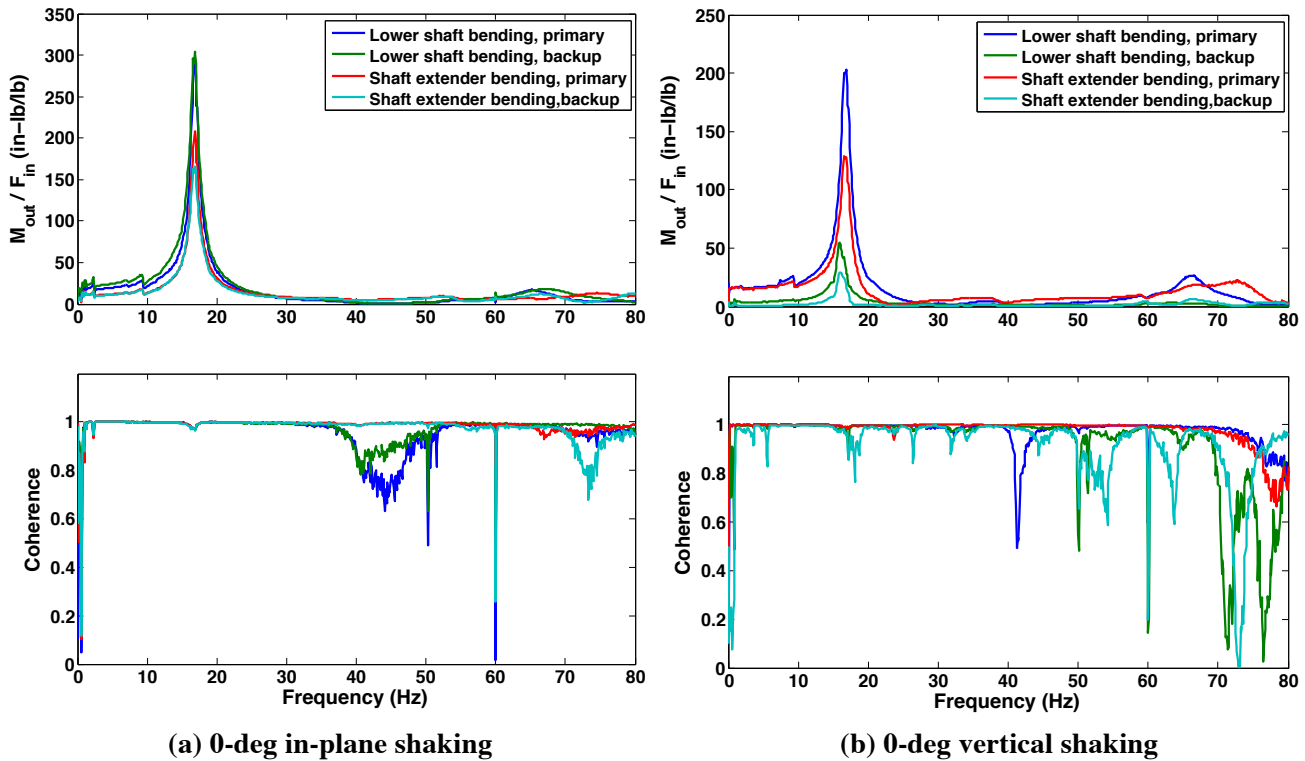 350
300
250
200
150
100
50
0
M_out / F_in (in-lb/lb)
Lower shaft bending, primary
Lower shaft bending, backup
Shaft extender bending, primary
Shaft extender bending,backup
0 10 20 30 40 50 60 70 80
1
0.8
0.6
0.4
0.2
0
Coherence
0 10 20 30 40 50 60 70 80
Frequency (Hz)
(a) 0-deg in-plane shaking
250
200
150
100
50
0
M_out / F_in (in-lb/lb)
Lower shaft bending, primary
Lower shaft bending, backup
Shaft extender bending, primary
Shaft extender bending,backup
0 10 20 30 40 50 60 70 80
1
0.8
0.6
0.4
0.2
0
Coherence
0 10 20 30 40 50 60 70 80
Frequency (Hz)
(b) 0-deg vertical shaking